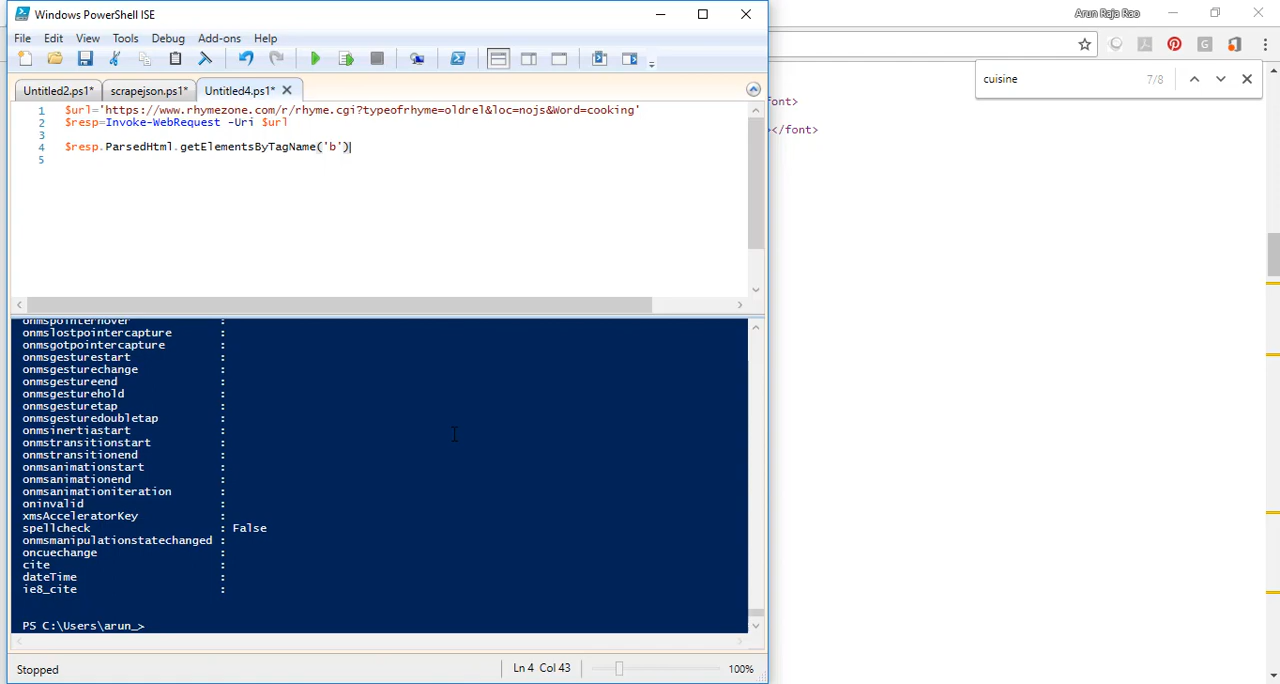 Windows PowerShell ISE
Arun Raja Rao
File Edit View Tools Debug Add-ons Help
cuisine 7/8
Untitled2.ps1* scrapejson.ps1* Untitled4.ps1*
1 $url='https://www.rhymezone.com/r/rhyme.cgi?typeofrhyme=oldrel&loc=nojs&Word=cooking'
2 $resp=Invoke-WebRequest -Uri $url
3
4 $resp.ParsedHtml.getElementsByTagName('b')
5
font>
></font>
onmspointerhover :
onmslostpointercapture :
onmsgotpointercapture :
onmsgesturestart :
onmsgesturechange :
onmsgestureend :
onmsgesturehold :
onmsgesturetap :
onmsgesturedoubletap :
onmsinertiastart :
onmstransitionstart :
onmstransitionend :
onmsanimationstart :
onmsanimationend :
onmsanimationiteration :
oninvalid :
xmsAcceleratorKey :
spellcheck : False
onmsmanipulationstatechanged :
oncuechange :
cite :
dateTime :
ie8_cite :
PS C:\Users\arun_>
Stopped Ln 4 Col 43 100%